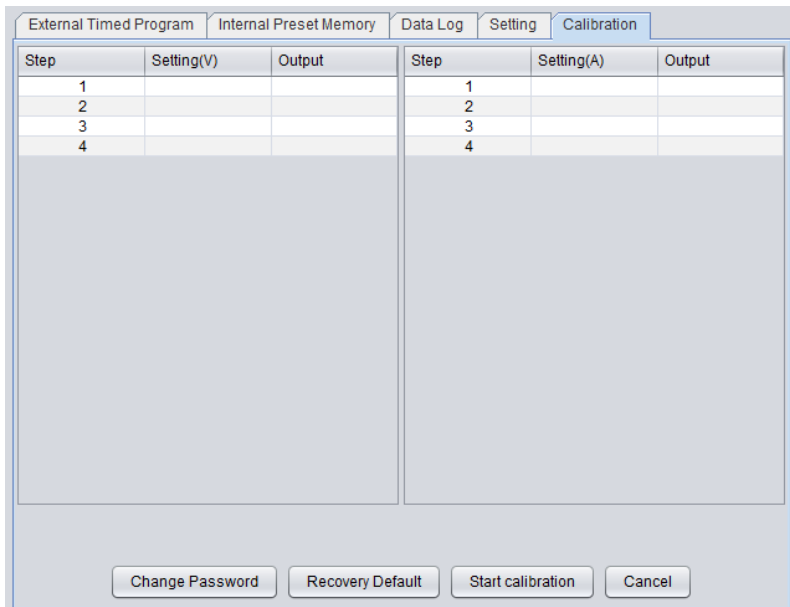 External Timed Program Internal Preset Memory Data Log Setting Calibration
Step Setting(V) Output Step Setting(A) Output
1 1
2 2
3 3
4 4
Change Password Recovery Default Start calibration Cancel